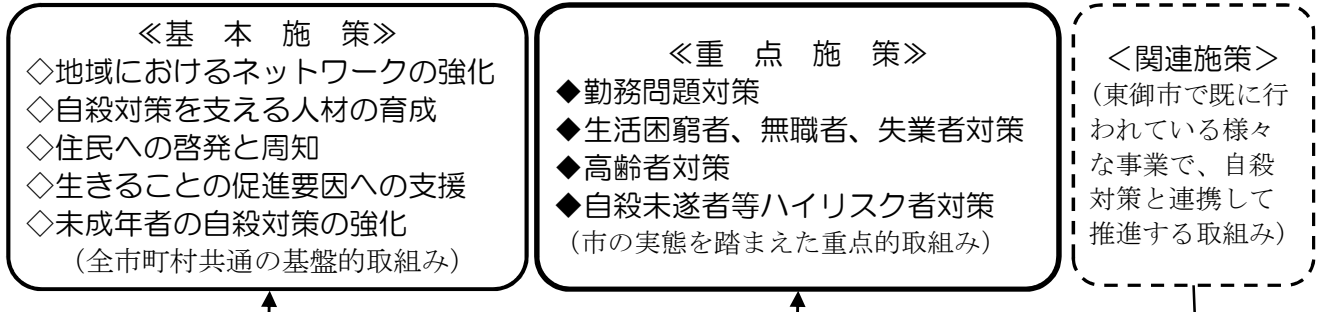 ≪基　本　施　策≫
◇地域におけるネットワークの強化
◇自殺対策を支える人材の育成
◇住民への啓発と周知
◇生きることの促進要因への支援
◇未成年者の自殺対策の強化
（全市町村共通の基盤的取組み）
≪重　点　施　策≫
◆勤務問題対策
◆生活困窮者、無職者、失業者対策
◆高齢者対策
◆自殺未遂者等ハイリスク者対策
（市の実態を踏まえた重点的取組み）
＜関連施策＞
（東御市で既に行
われている様々
な事業で、自殺
対策と連携して
推進する取組み）